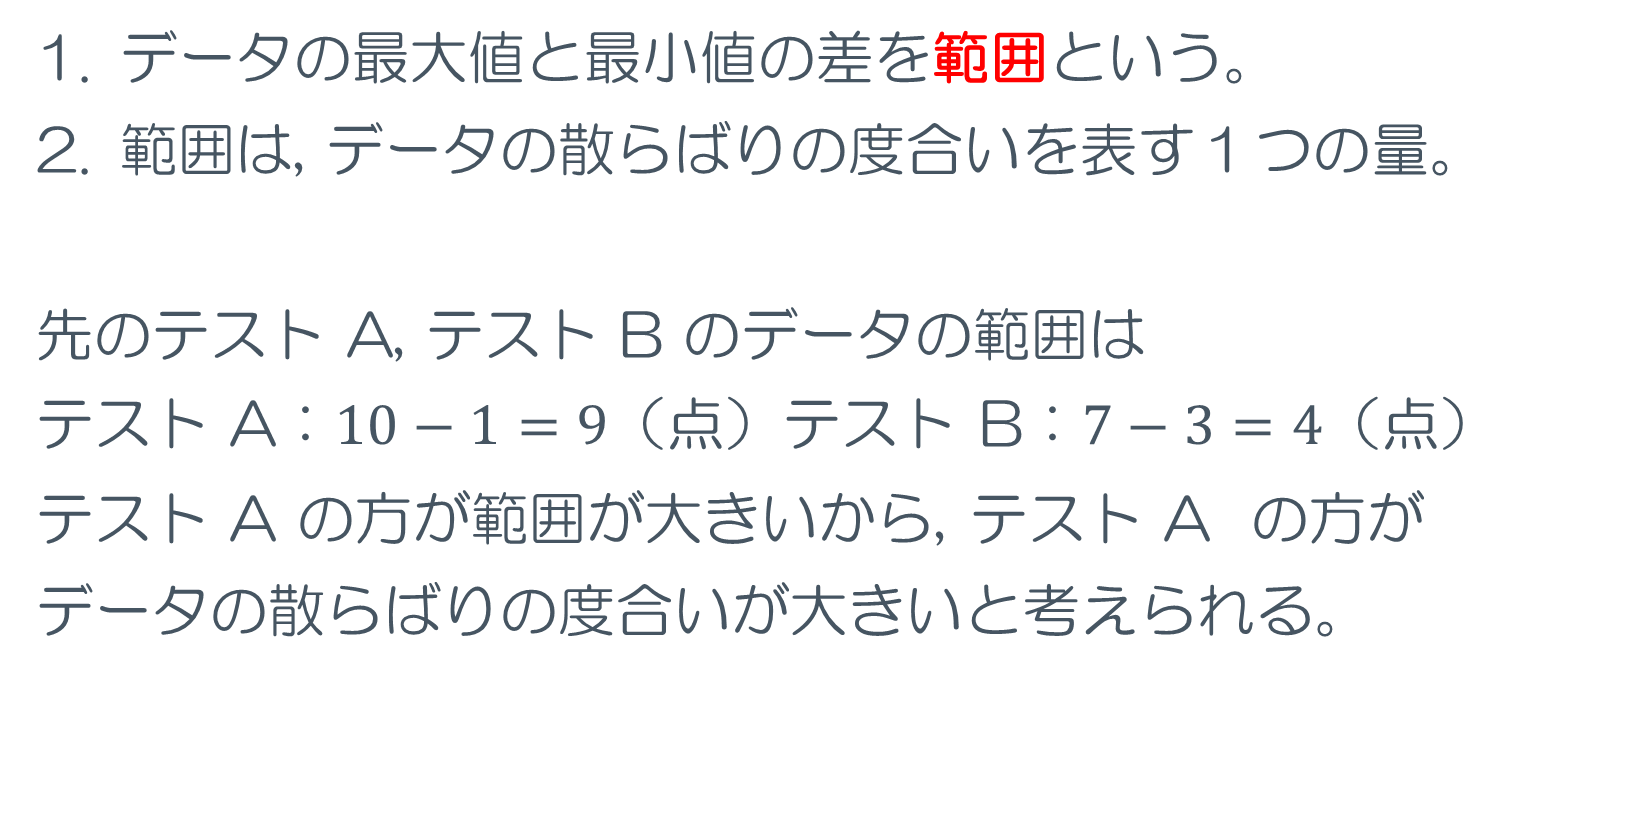 1. データの最大値と最小値の差を範囲という。
2. 範囲は, データの散らばりの度合いを表す１つの量。
先のテスト A, テスト B のデータの範囲は
テスト A：10 − 1 = 9（点）テスト B：7 − 3 = 4（点）
テスト A の方が範囲が大きいから, テスト A の方が
データの散らばりの度合いが大きいと考えられる。